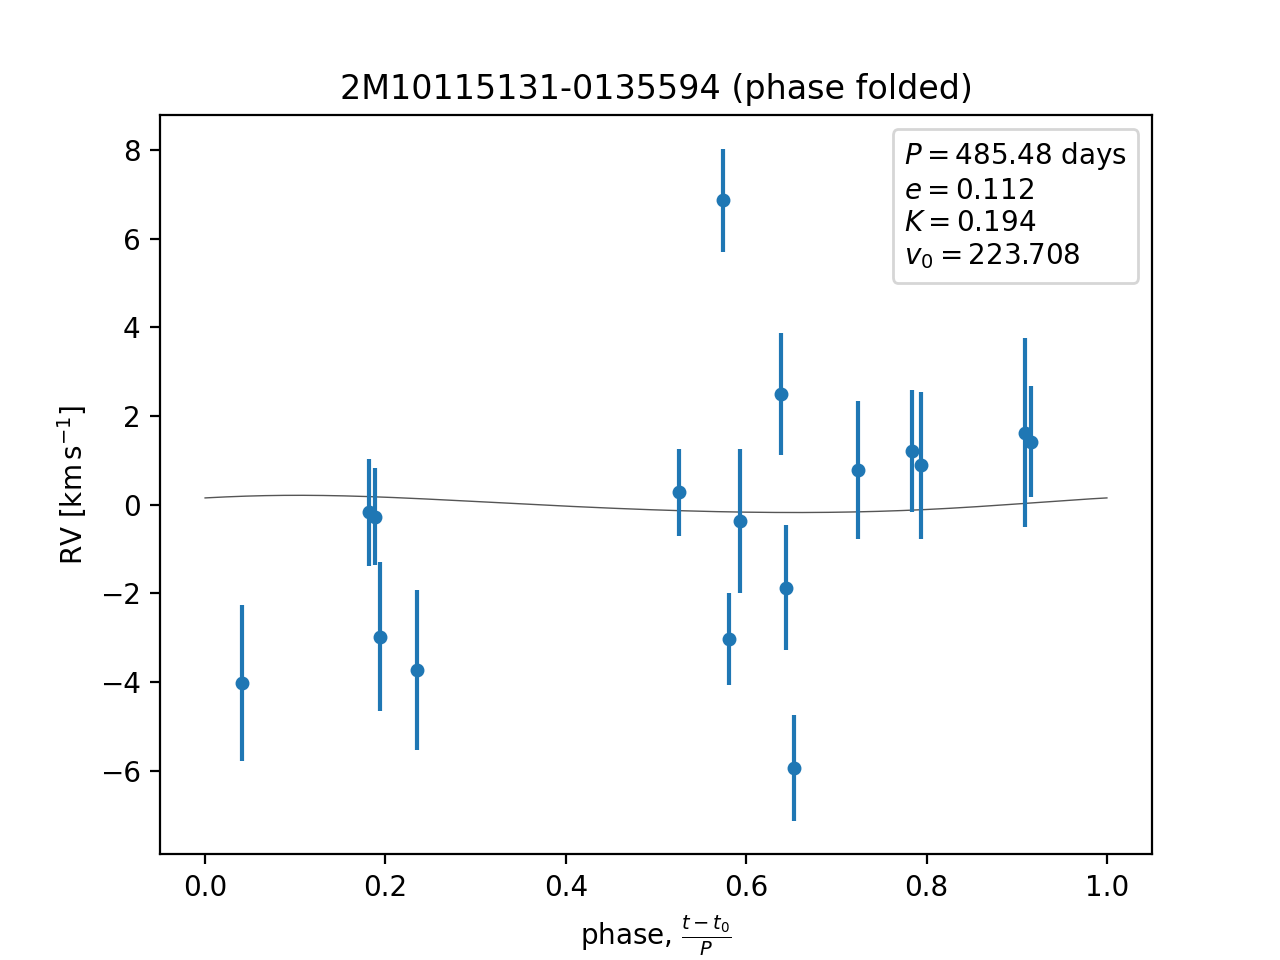 2M10115131-0135594 (phase folded)
P = 485.48 days
e = 0.112
K = 0.194
v₀ = 223.708
8
6
4
2
0
−2
−4
−6
RV [km s⁻¹]
0.0 0.2 0.4 0.6 0.8 1.0
phase, (t − t₀)/P